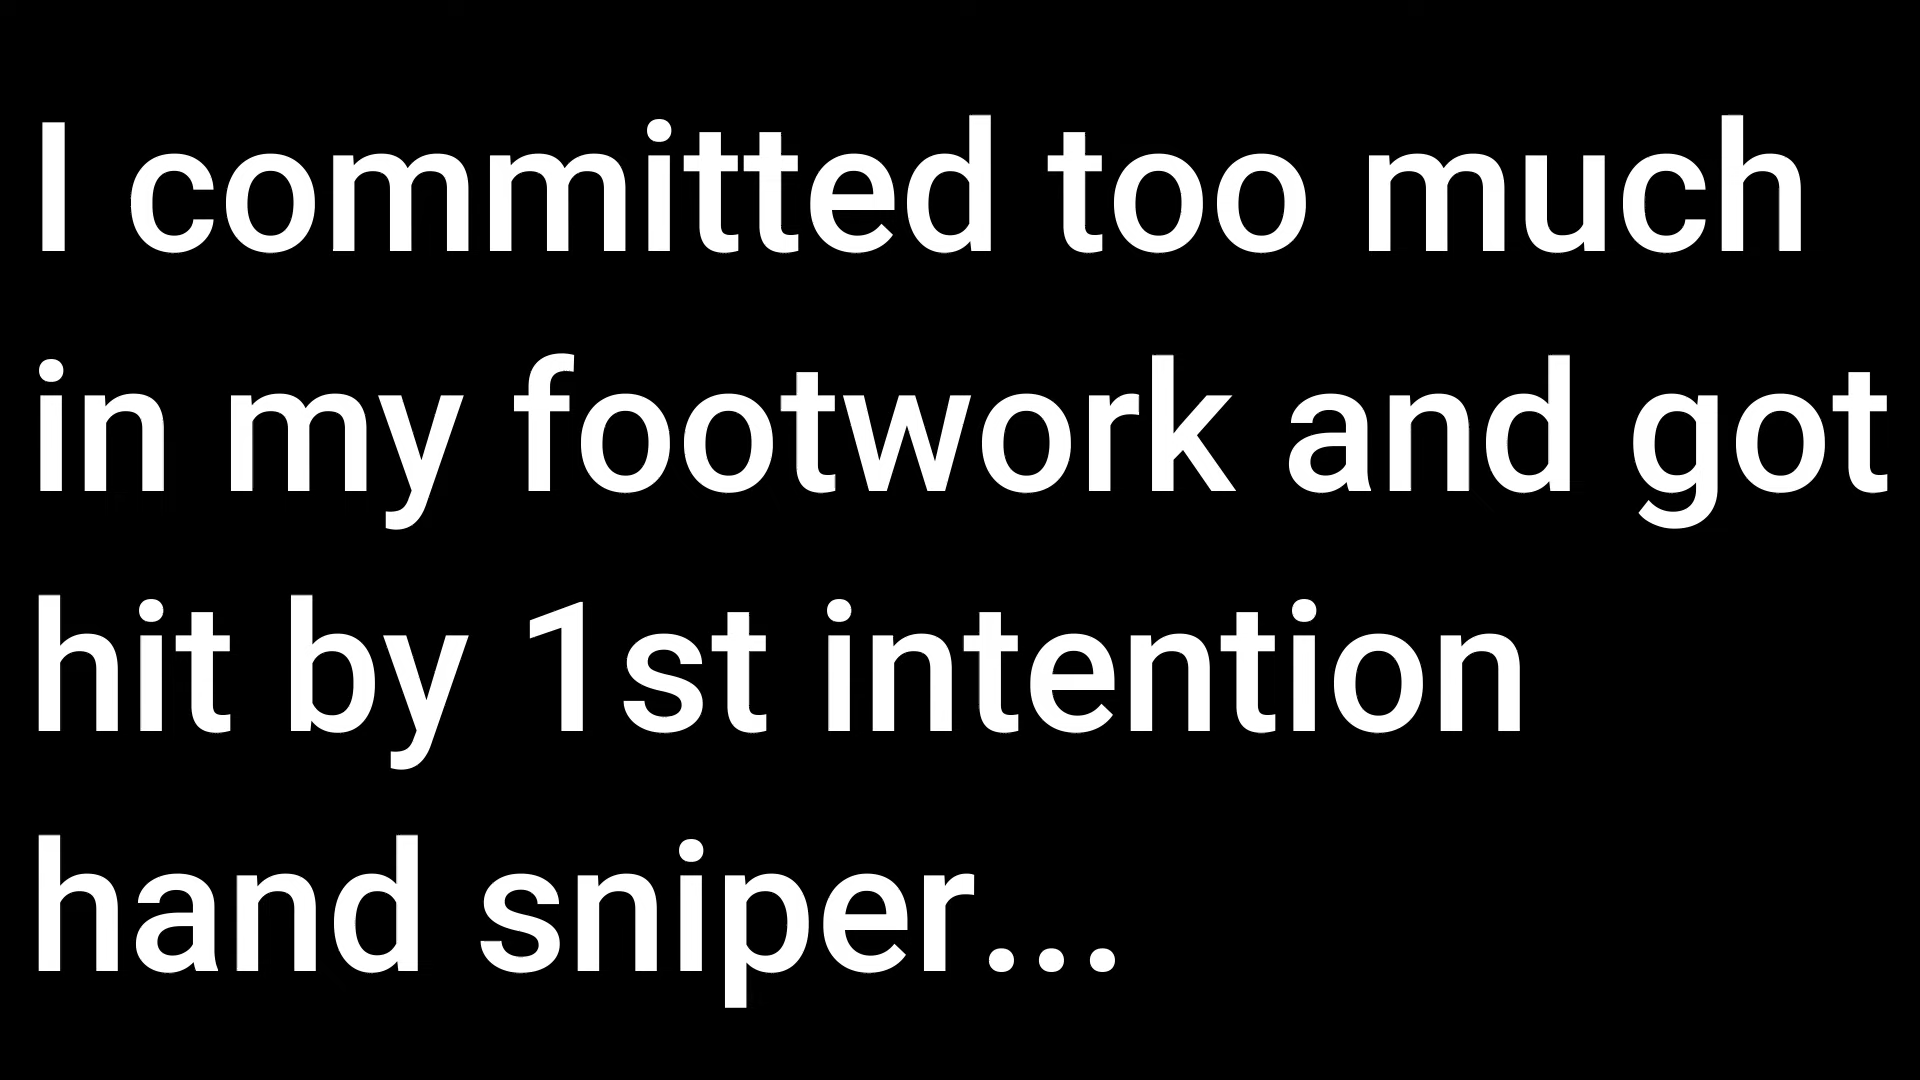 I committed too much
in my footwork and got
hit by 1st intention
hand sniper...